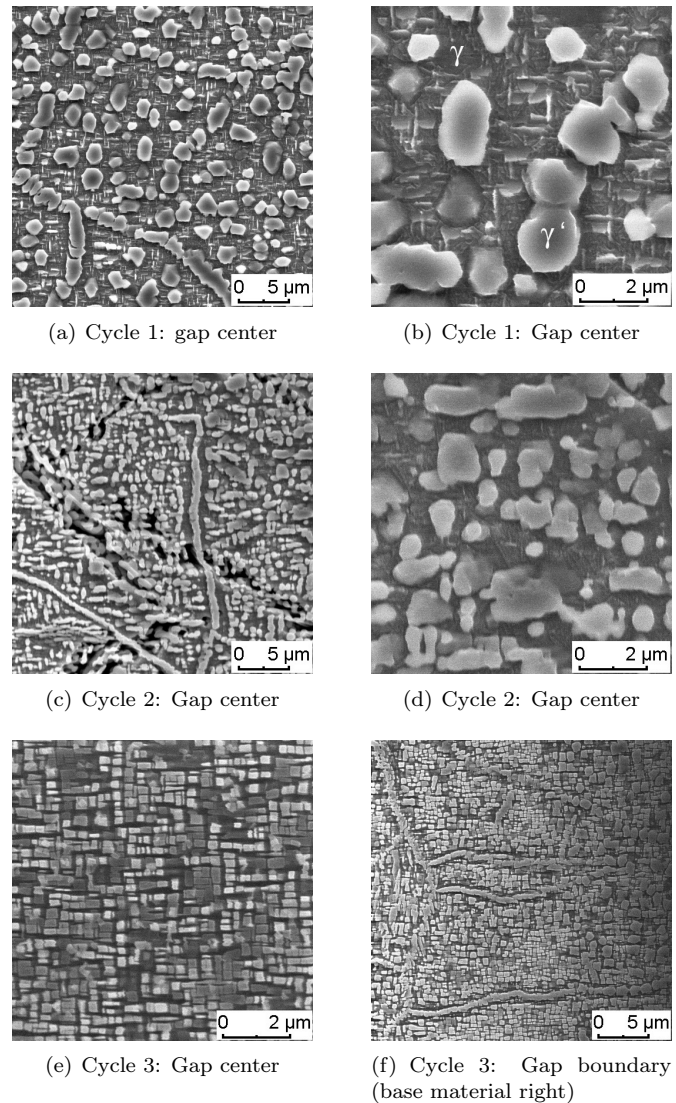 γ
γ‘
0 5 µm
0 2 µm
(a) Cycle 1: gap center
(b) Cycle 1: Gap center
0 5 µm
0 2 µm
(c) Cycle 2: Gap center
(d) Cycle 2: Gap center
0 2 µm
0 5 µm
(e) Cycle 3: Gap center
(f) Cycle 3: Gap boundary
(base material right)